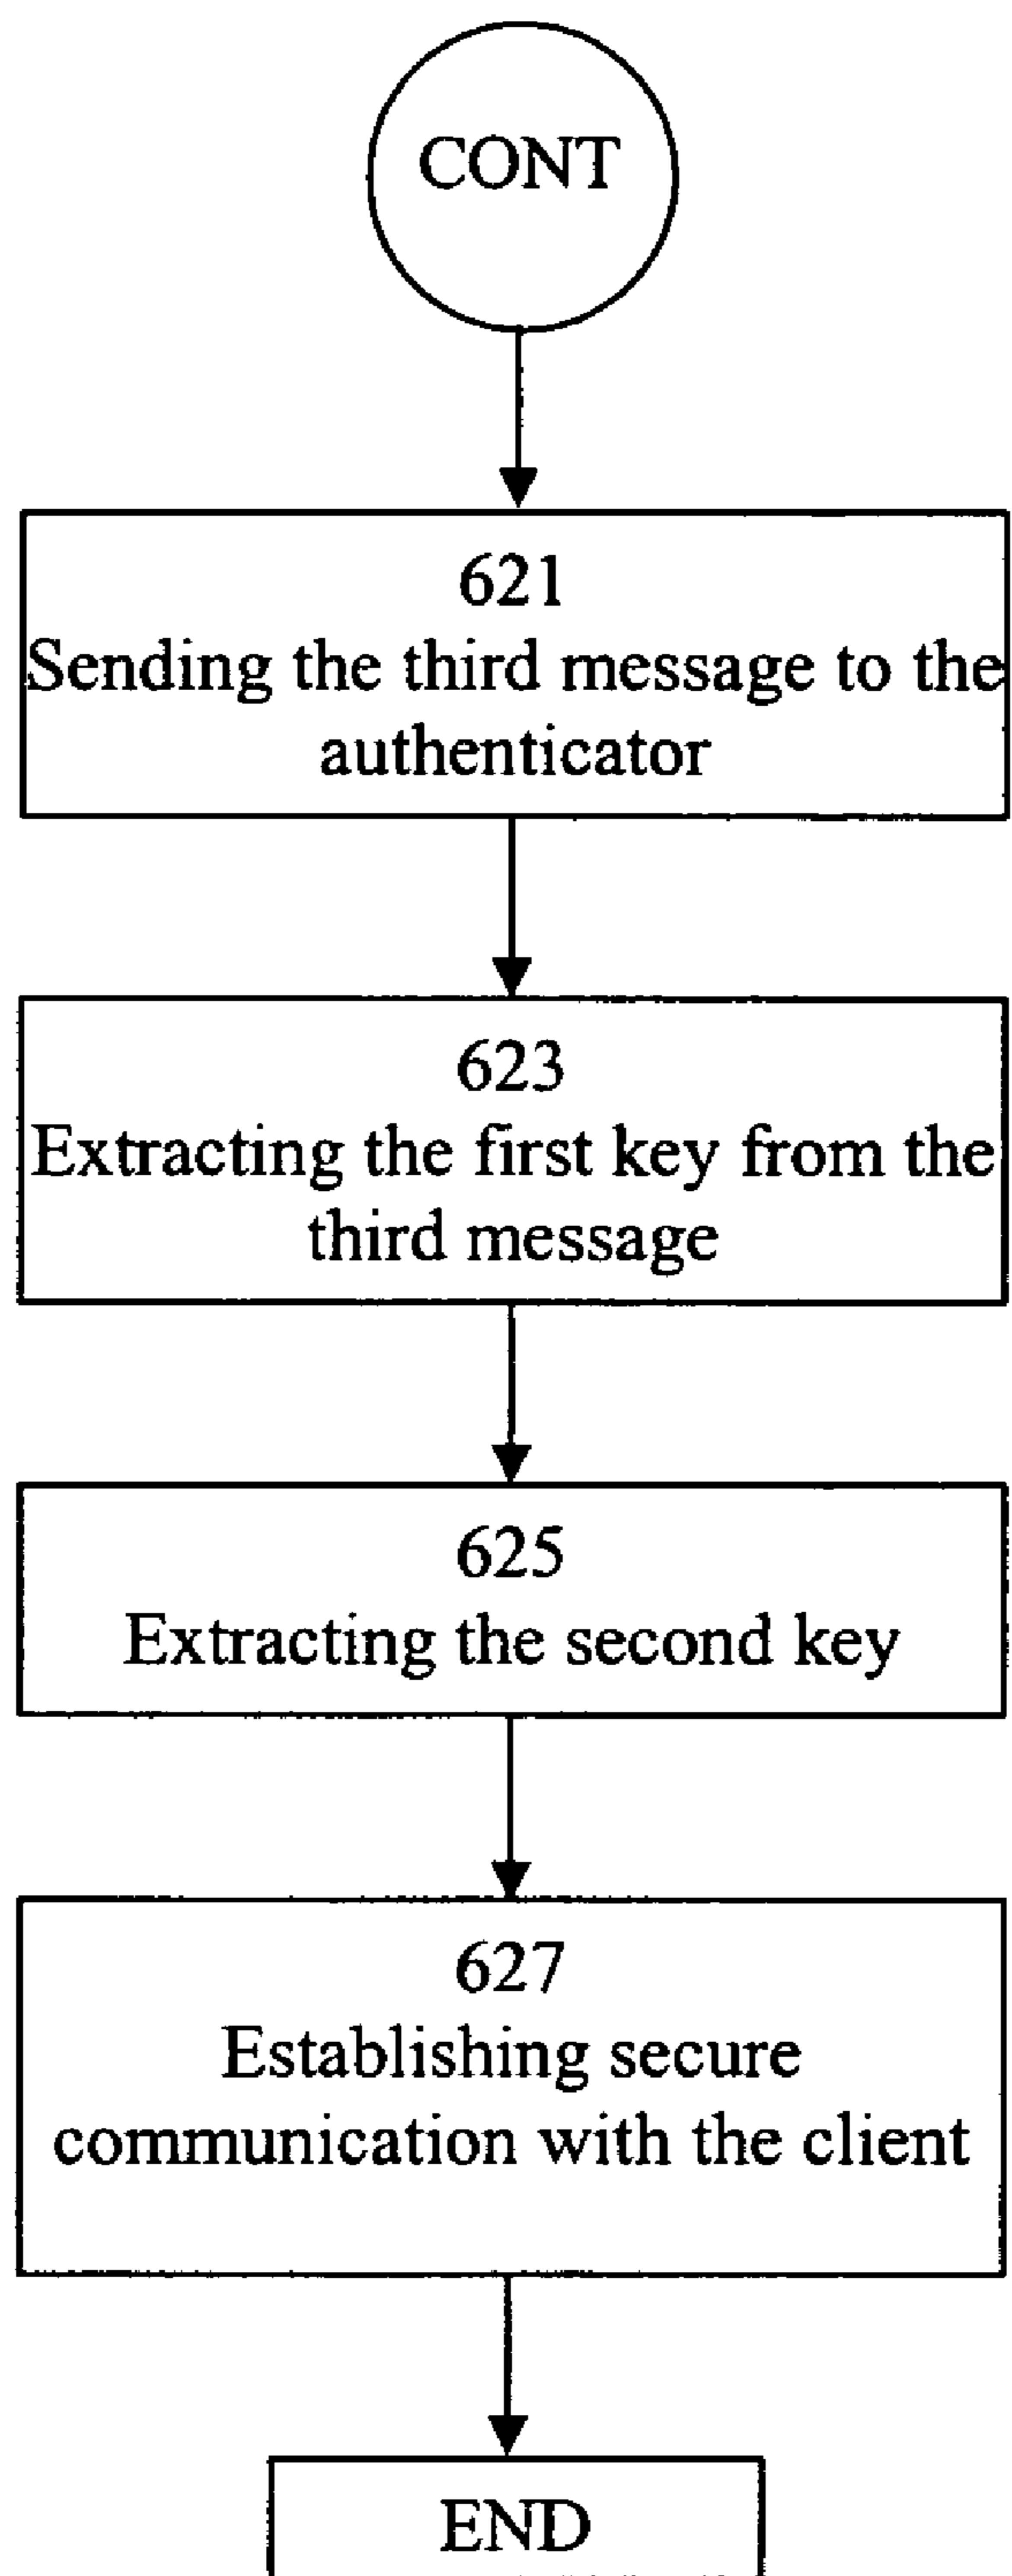 CONT
621
Sending the third message to the
authenticator
623
Extracting the first key from the
third message
625
Extracting the second key
627
Establishing secure
communication with the client
END